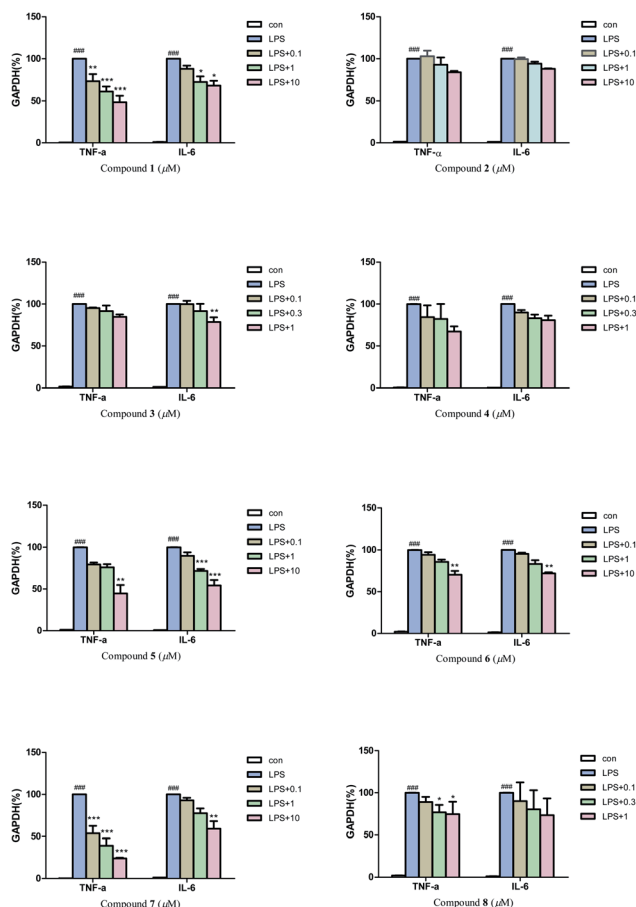 GAPDH(%)
150
100
50
0
###
**
***
***
###
*
*
TNF-a
IL-6
Compound 1 (μM)
con
LPS
LPS+0.1
LPS+1
LPS+10
GAPDH(%)
150
100
50
0
###
###
TNF-α
IL-6
Compound 2 (μM)
con
LPS
LPS+0.1
LPS+1
LPS+10
GAPDH(%)
150
100
50
0
###
###
**
TNF-a
IL-6
Compound 3 (μM)
con
LPS
LPS+0.1
LPS+0.3
LPS+1
GAPDH(%)
150
100
50
0
###
###
TNF-a
IL-6
Compound 4 (μM)
con
LPS
LPS+0.1
LPS+0.3
LPS+1
GAPDH(%)
150
100
50
0
###
**
###
***
***
TNF-a
IL-6
Compound 5 (μM)
con
LPS
LPS+0.1
LPS+1
LPS+10
GAPDH(%)
150
100
50
0
###
**
###
**
TNF-a
IL-6
Compound 6 (μM)
con
LPS
LPS+0.1
LPS+1
LPS+10
GAPDH(%)
150
100
50
0
###
***
***
***
###
**
TNF-a
IL-6
Compound 7 (μM)
con
LPS
LPS+0.1
LPS+1
LPS+10
GAPDH(%)
150
100
50
0
###
*
*
###
TNF-a
IL-6
Compound 8 (μM)
con
LPS
LPS+0.1
LPS+0.3
LPS+1